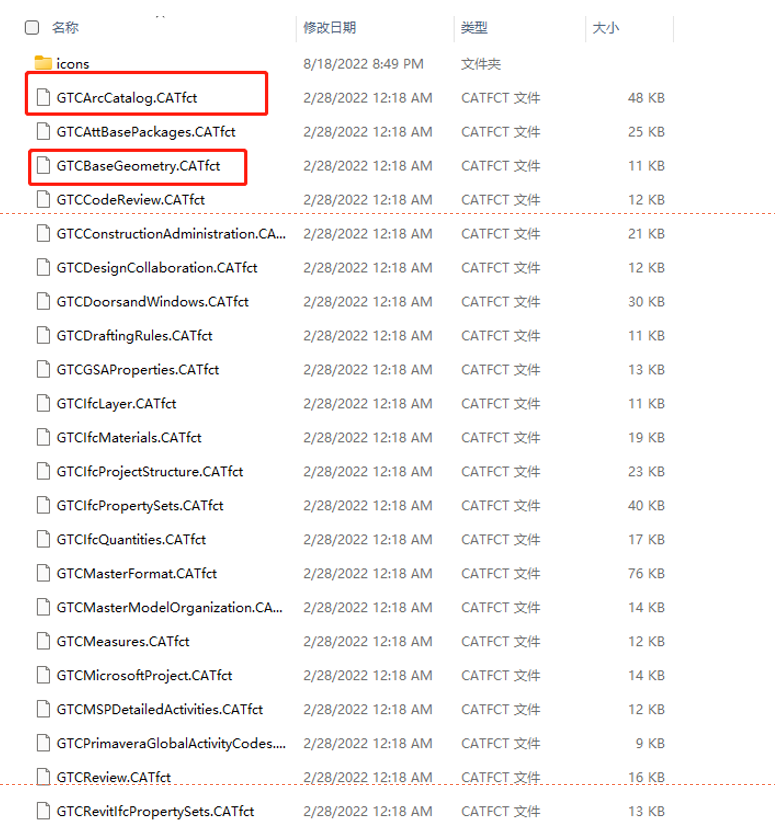 名称 修改日期 类型 大小
icons 8/18/2022 8:49 PM 文件夹
GTCArcCatalog.CATfct 2/28/2022 12:18 AM CATFCT 文件 48 KB
GTCAttBasePackages.CATfct 2/28/2022 12:18 AM CATFCT 文件 25 KB
GTCBaseGeometry.CATfct 2/28/2022 12:18 AM CATFCT 文件 11 KB
GTCCodeReview.CATfct 2/28/2022 12:18 AM CATFCT 文件 12 KB
GTCConstructionAdministration.CA... 2/28/2022 12:18 AM CATFCT 文件 21 KB
GTCDesignCollaboration.CATfct 2/28/2022 12:18 AM CATFCT 文件 12 KB
GTCDoorsandWindows.CATfct 2/28/2022 12:18 AM CATFCT 文件 30 KB
GTCDraftingRules.CATfct 2/28/2022 12:18 AM CATFCT 文件 11 KB
GTCGSAProperties.CATfct 2/28/2022 12:18 AM CATFCT 文件 13 KB
GTCIfcLayer.CATfct 2/28/2022 12:18 AM CATFCT 文件 11 KB
GTCIfcMaterials.CATfct 2/28/2022 12:18 AM CATFCT 文件 19 KB
GTCIfcProjectStructure.CATfct 2/28/2022 12:18 AM CATFCT 文件 23 KB
GTCIfcPropertySets.CATfct 2/28/2022 12:18 AM CATFCT 文件 40 KB
GTCIfcQuantities.CATfct 2/28/2022 12:18 AM CATFCT 文件 17 KB
GTCMasterFormat.CATfct 2/28/2022 12:18 AM CATFCT 文件 76 KB
GTCMasterModelOrganization.CA... 2/28/2022 12:18 AM CATFCT 文件 14 KB
GTCMeasures.CATfct 2/28/2022 12:18 AM CATFCT 文件 12 KB
GTCMicrosoftProject.CATfct 2/28/2022 12:18 AM CATFCT 文件 14 KB
GTCMSPDetailedActivities.CATfct 2/28/2022 12:18 AM CATFCT 文件 12 KB
GTCPrimaveraGlobalActivityCodes.... 2/28/2022 12:18 AM CATFCT 文件 9 KB
GTCReview.CATfct 2/28/2022 12:18 AM CATFCT 文件 16 KB
GTCRevitIfcPropertySets.CATfct 2/28/2022 12:18 AM CATFCT 文件 13 KB